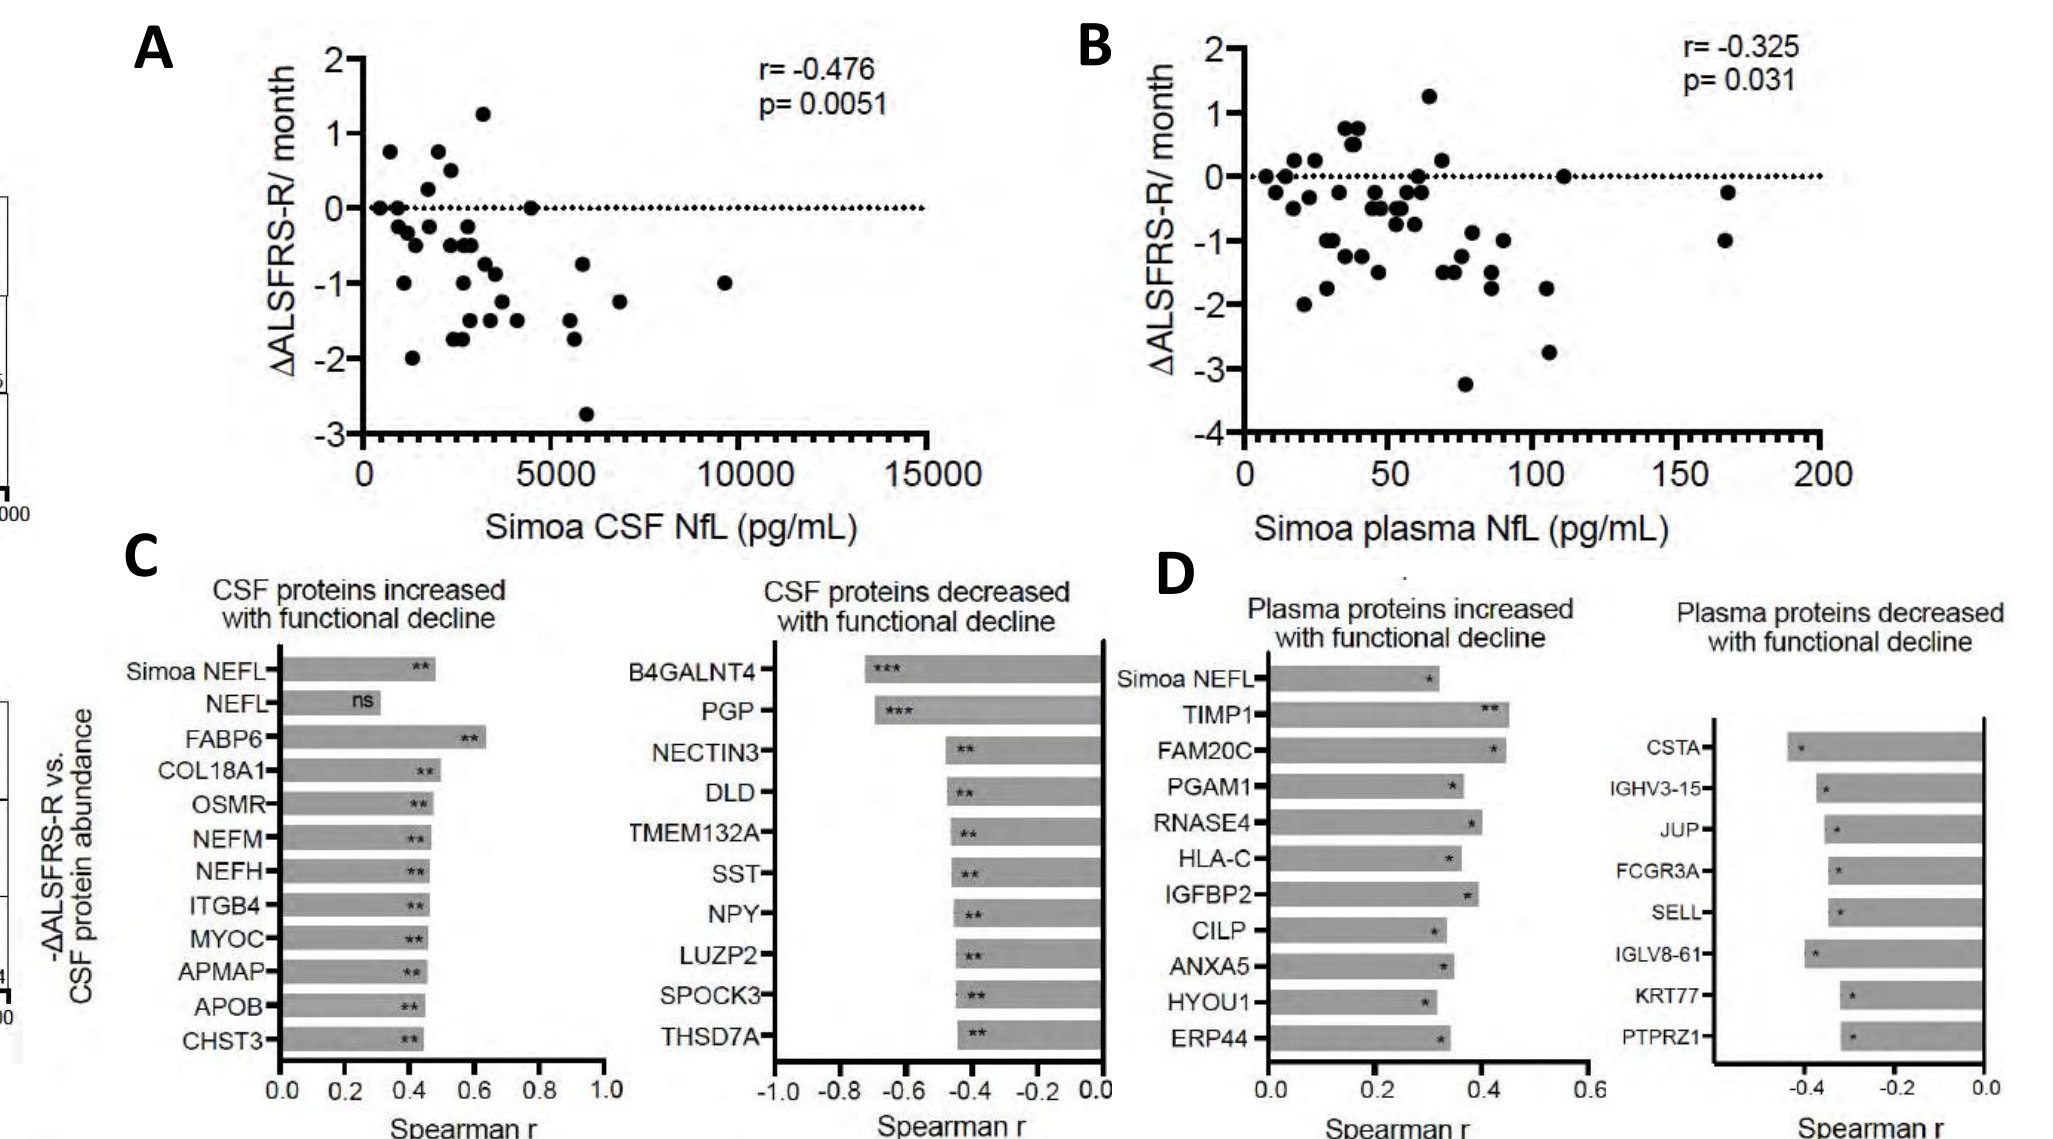 A
2
1
0
-1
-2
-3
ΔALSFRS-R/ month
r= -0.476
p= 0.0051
0
5000
10000
15000
Simoa CSF NfL (pg/mL)
B
2
1
0
-1
-2
-3
-4
ΔALSFRS-R/ month
r= -0.325
p= 0.031
0
50
100
150
200
Simoa plasma NfL (pg/mL)
000
C
-ΔALSFRS-R vs.
CSF protein abundance
CSF proteins increased
with functional decline
Simoa NEFL **
NEFL ns
FABP6 **
COL18A1 **
OSMR **
NEFM **
NEFH **
ITGB4 **
MYOC **
APMAP **
APOB **
CHST3 **
0.0 0.2 0.4 0.6 0.8 1.0
Spearman r
CSF proteins decreased
with functional decline
B4GALNT4 ***
PGP ***
NECTIN3 **
DLD **
TMEM132A **
SST **
NPY **
LUZP2 **
SPOCK3 **
THSD7A **
-1.0 -0.8 -0.6 -0.4 -0.2 0.0
Spearman r
D
Plasma proteins increased
with functional decline
Simoa NEFL *
TIMP1 **
FAM20C *
PGAM1 *
RNASE4 *
HLA-C *
IGFBP2 *
CILP *
ANXA5 *
HYOU1 *
ERP44 *
0.0 0.2 0.4 0.6
Spearman r
Plasma proteins decreased
with functional decline
CSTA *
IGHV3-15 *
JUP *
FCGR3A *
SELL *
IGLV8-61 *
KRT77 *
PTPRZ1 *
-0.4 -0.2 0.0
Spearman r